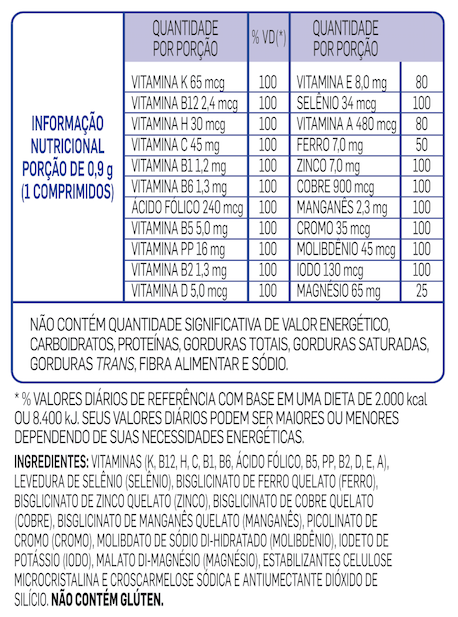 INFORMAÇÃO
NUTRICIONAL
PORÇÃO DE 0,9 g
(1 COMPRIMIDOS)
QUANTIDADE
POR PORÇÃO
% VD(*)
QUANTIDADE
POR PORÇÃO
VITAMINA K 65 mcg 100 VITAMINA E 8,0 mg 80
VITAMINA B12 2,4 mcg 100 SELÊNIO 34 mcg 100
VITAMINA H 30 mcg 100 VITAMINA A 480 mcg 80
VITAMINA C 45 mg 100 FERRO 7,0 mg 50
VITAMINA B1 1,2 mg 100 ZINCO 7,0 mg 100
VITAMINA B6 1,3 mg 100 COBRE 900 mcg 100
ÁCIDO FÓLICO 240 mcg 100 MANGANÊS 2,3 mg 100
VITAMINA B5 5,0 mg 100 CROMO 35 mcg 100
VITAMINA PP 16 mg 100 MOLIBDÊNIO 45 mcg 100
VITAMINA B2 1,3 mg 100 IODO 130 mcg 100
VITAMINA D 5,0 mcg 100 MAGNÉSIO 65 mg 25
NÃO CONTÉM QUANTIDADE SIGNIFICATIVA DE VALOR ENERGÉTICO,
CARBOIDRATOS, PROTEÍNAS, GORDURAS TOTAIS, GORDURAS SATURADAS,
GORDURAS TRANS, FIBRA ALIMENTAR E SÓDIO.
* % VALORES DIÁRIOS DE REFERÊNCIA COM BASE EM UMA DIETA DE 2.000 kcal
OU 8.400 kJ. SEUS VALORES DIÁRIOS PODEM SER MAIORES OU MENORES
DEPENDENDO DE SUAS NECESSIDADES ENERGÉTICAS.
INGREDIENTES: VITAMINAS (K, B12, H, C, B1, B6, ÁCIDO FÓLICO, B5, PP, B2, D, E, A),
LEVEDURA DE SELÊNIO (SELÊNIO), BISGLICINATO DE FERRO QUELATO (FERRO),
BISGLICINATO DE ZINCO QUELATO (ZINCO), BISGLICINATO DE COBRE QUELATO
(COBRE), BISGLICINATO DE MANGANÊS QUELATO (MANGANÊS), PICOLINATO DE
CROMO (CROMO), MOLIBDATO DE SÓDIO DI-HIDRATADO (MOLIBDÊNIO), IODETO DE
POTÁSSIO (IODO), MALATO DI-MAGNÉSIO (MAGNÉSIO), ESTABILIZANTES CELULOSE
MICROCRISTALINA E CROSCARMELOSE SÓDICA E ANTIUMECTANTE DIÓXIDO DE
SILÍCIO. NÃO CONTÉM GLÚTEN.